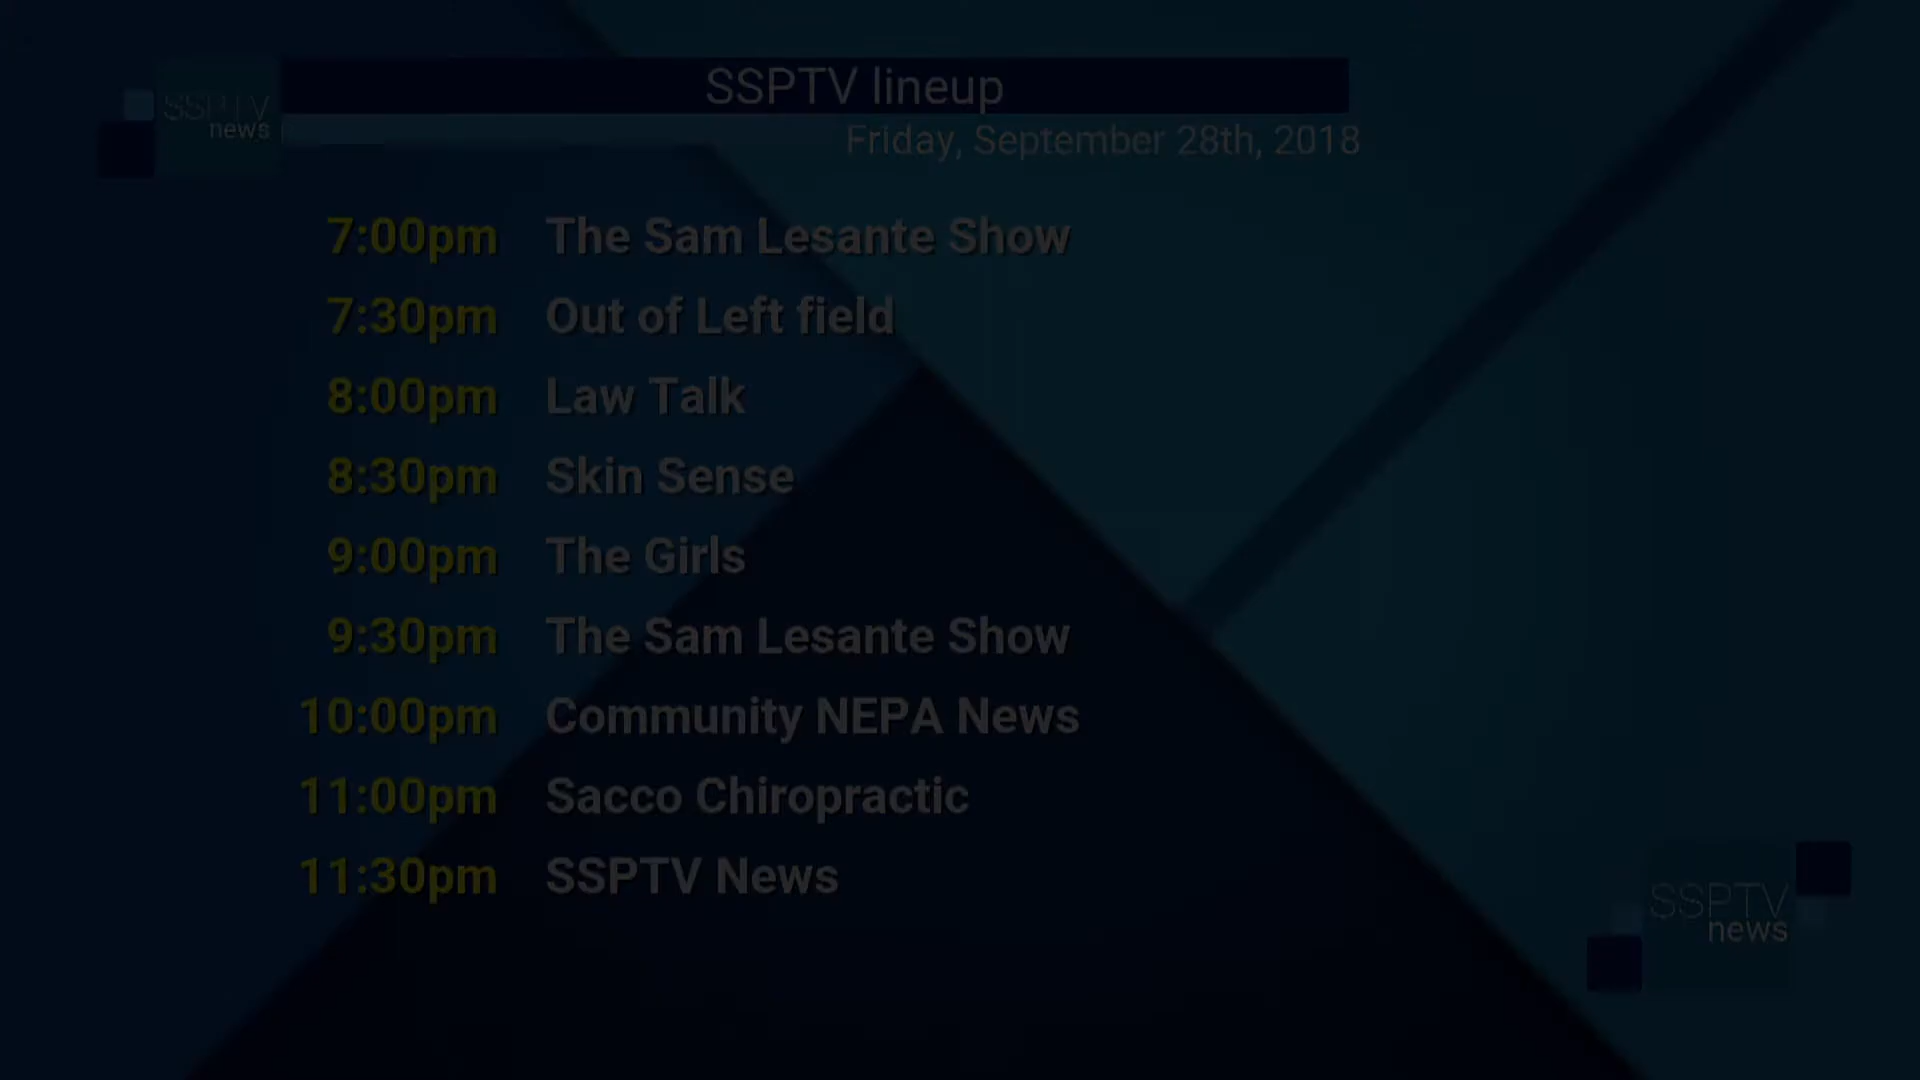 SSPTV lineup
SSPTV
news
Friday, September 28th, 2018
7:00pm The Sam Lesante Show
7:30pm Out of Left field
8:00pm Law Talk
8:30pm Skin Sense
9:00pm The Girls
9:30pm The Sam Lesante Show
10:00pm Community NEPA News
11:00pm Sacco Chiropractic
11:30pm SSPTV News
SSPTV
news